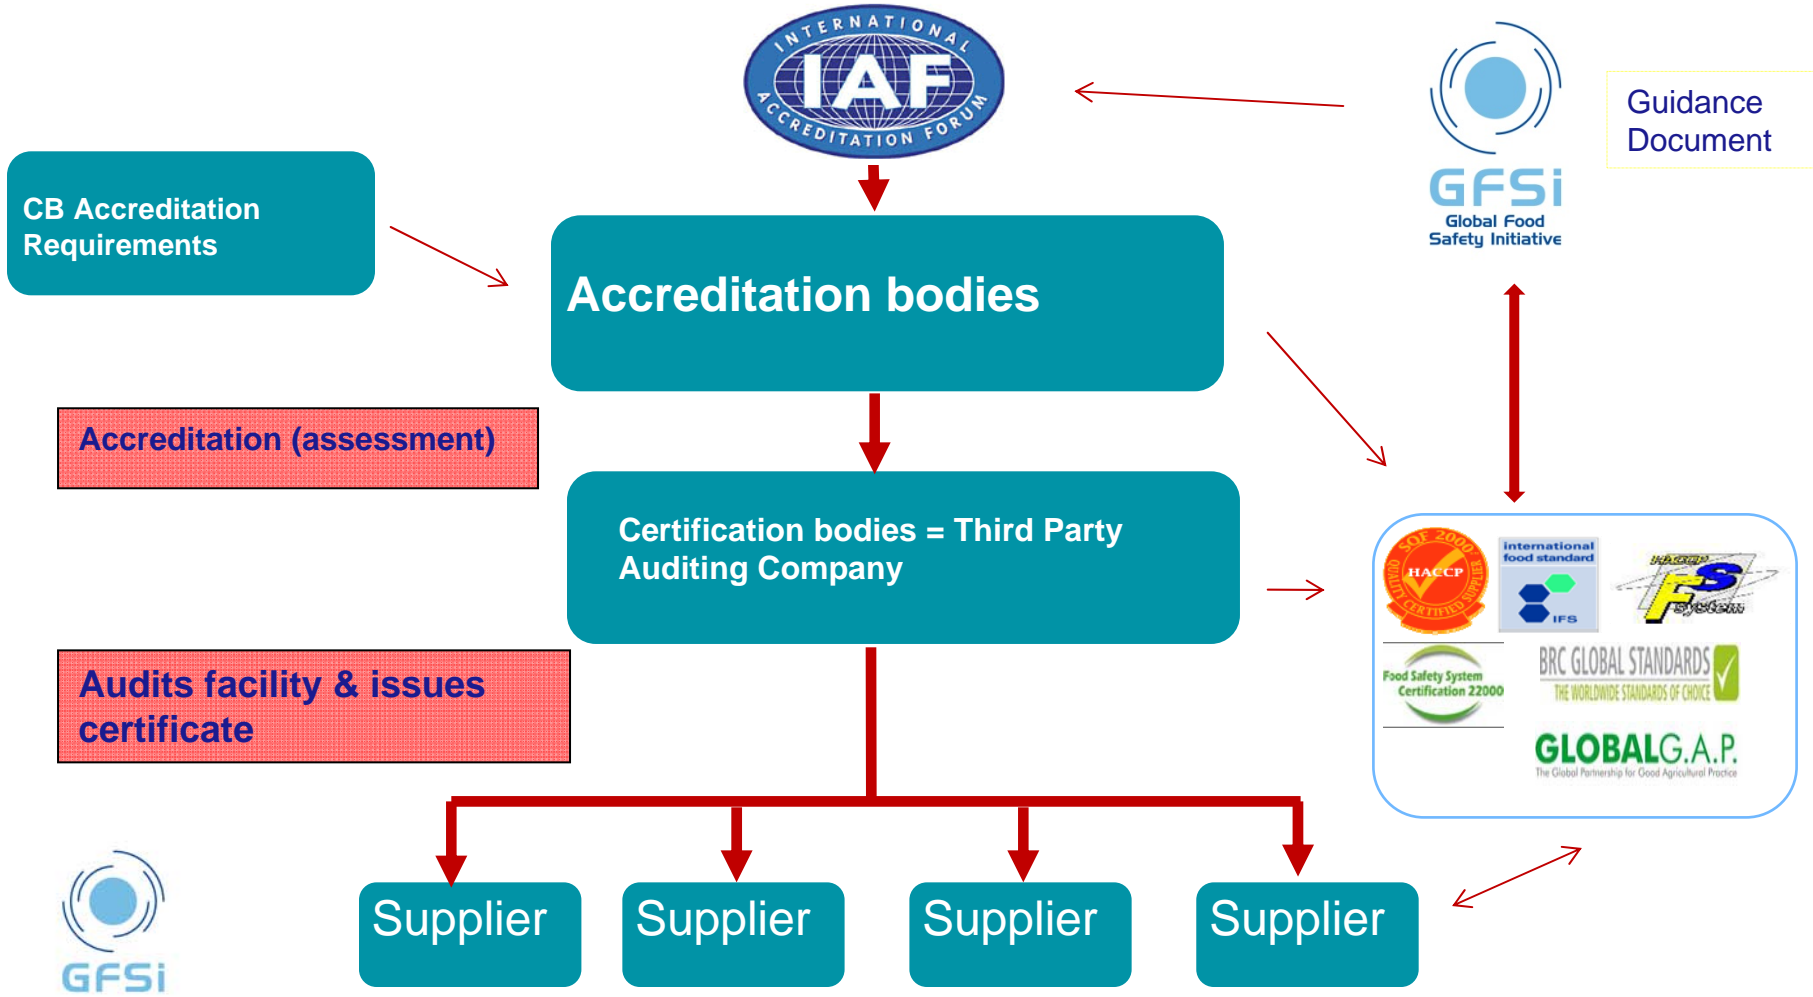 INTERNATIONAL
IAF
ACCREDITATION FORUM
GFSi
Global Food
Safety Initiative
Guidance
Document
CB Accreditation
Requirements
Accreditation bodies
Accreditation (assessment)
Certification bodies = Third Party
Auditing Company
SQF 2000
HACCP
QUALITY CERTIFIED SUPPLIER
international
food standard
IFS
HACCP
FS
system
Food Safety System
Certification 22000
BRC GLOBAL STANDARDS
THE WORLDWIDE STANDARDS OF CHOICE
GLOBALG.A.P.
The Global Partnership for Good Agricultural Practice
Audits facility & issues
certificate
Supplier
Supplier
Supplier
Supplier
GFSi